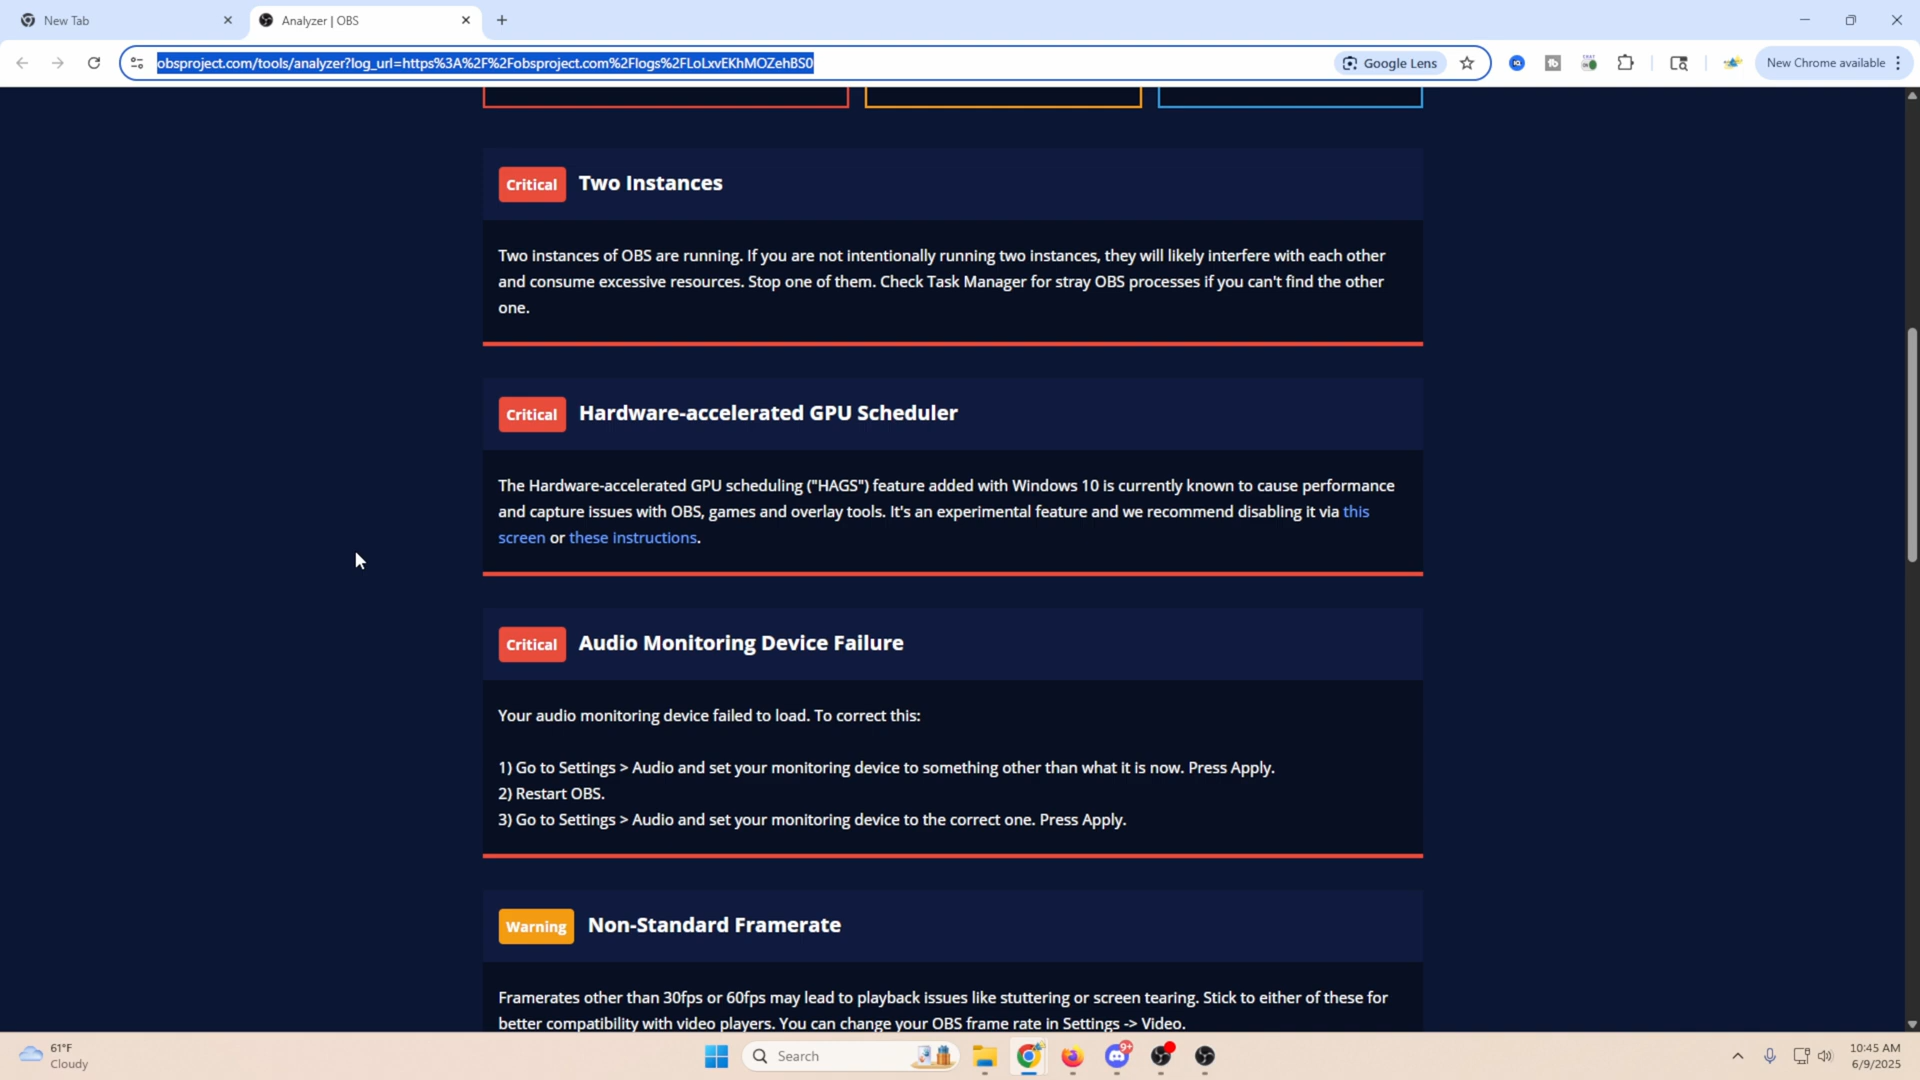 New Tab
Analyzer | OBS
obsproject.com/tools/analyzer?log_url=https%3A%2F%2Fobsproject.com%2Flogs%2FLoLxvEKhMOZehBS0
Google Lens
New Chrome available
Critical Two Instances
Two instances of OBS are running. If you are not intentionally running two instances, they will likely interfere with each other
and consume excessive resources. Stop one of them. Check Task Manager for stray OBS processes if you can't find the other
one.
Critical Hardware-accelerated GPU Scheduler
The Hardware-accelerated GPU scheduling ("HAGS") feature added with Windows 10 is currently known to cause performance
and capture issues with OBS, games and overlay tools. It's an experimental feature and we recommend disabling it via this
screen or these instructions.
Critical Audio Monitoring Device Failure
Your audio monitoring device failed to load. To correct this:
1) Go to Settings > Audio and set your monitoring device to something other than what it is now. Press Apply.
2) Restart OBS.
3) Go to Settings > Audio and set your monitoring device to the correct one. Press Apply.
Warning Non-Standard Framerate
Framerates other than 30fps or 60fps may lead to playback issues like stuttering or screen tearing. Stick to either of these for
better compatibility with video players. You can change your OBS frame rate in Settings -> Video.
61°F
Cloudy
Search
9+
10:45 AM
6/9/2025